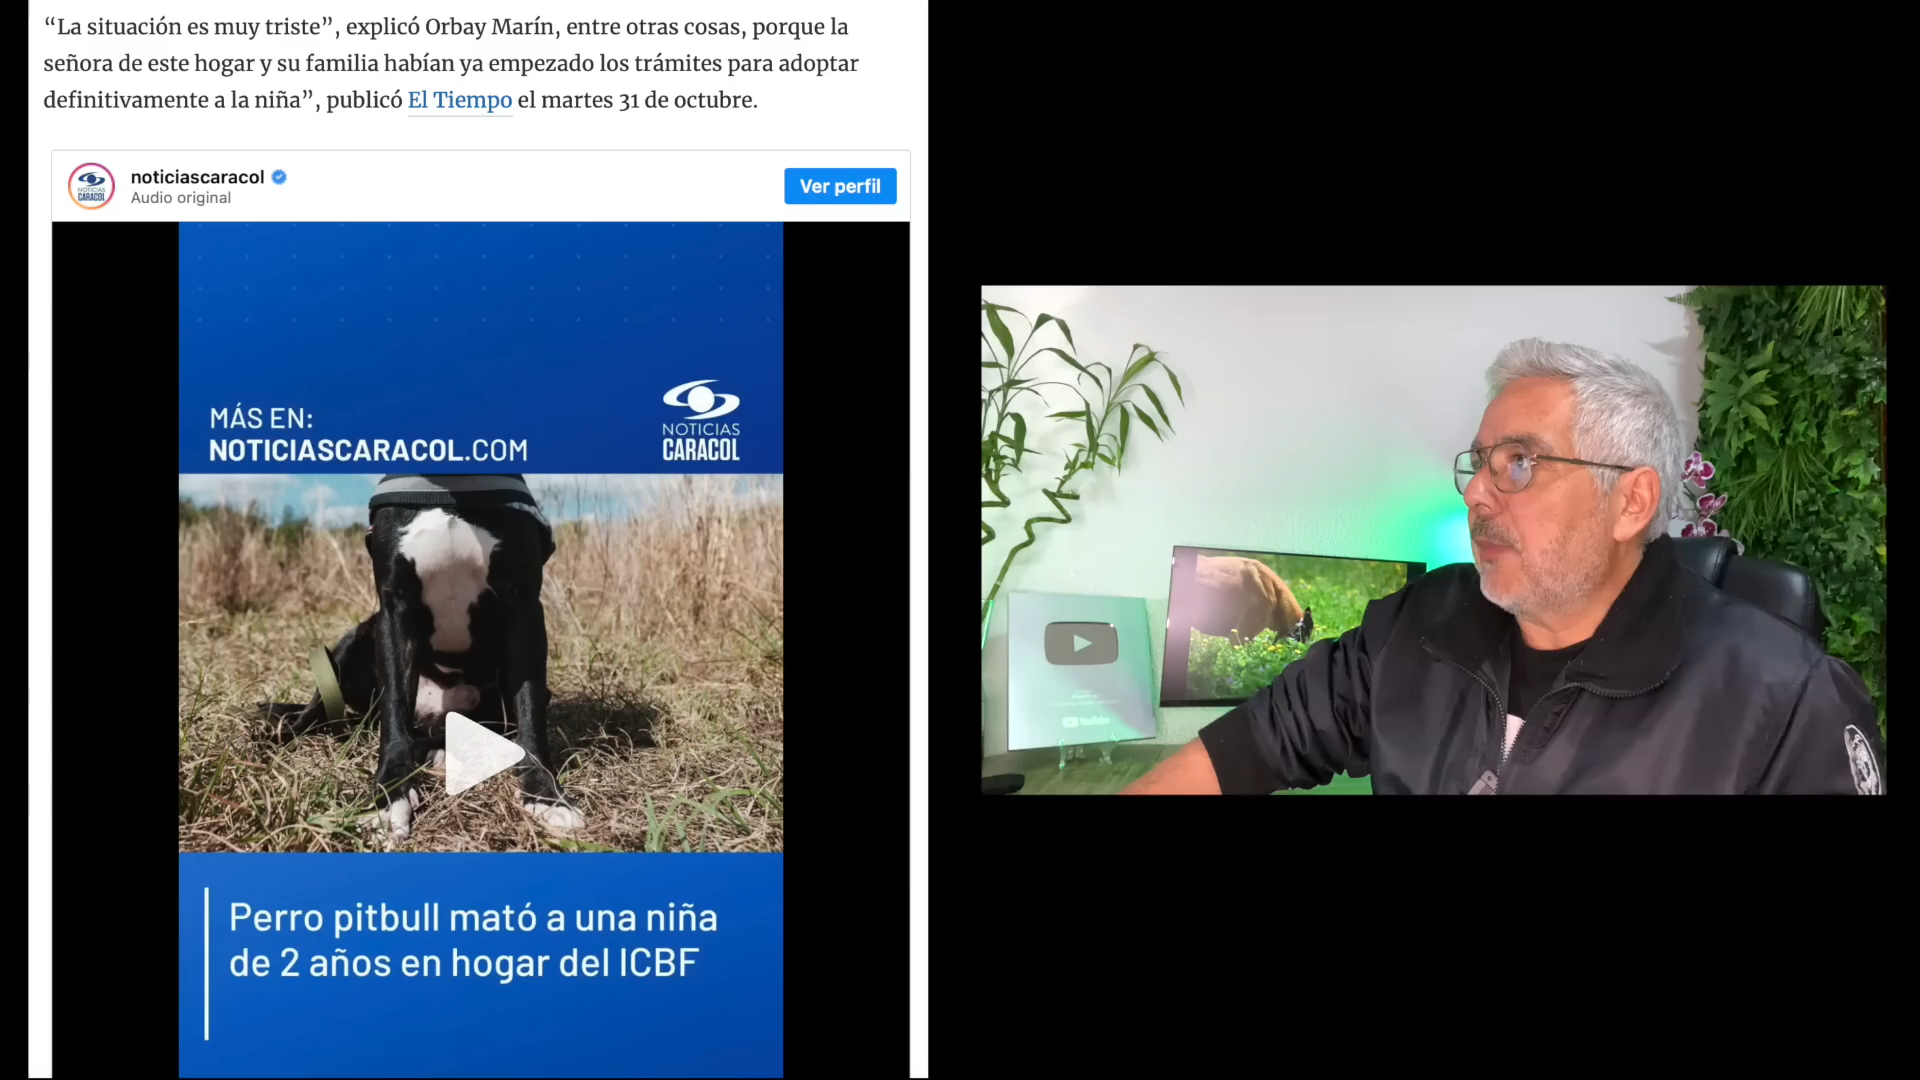 “La situación es muy triste”, explicó Orbay Marín, entre otras cosas, porque la
señora de este hogar y su familia habían ya empezado los trámites para adoptar
definitivamente a la niña”, publicó El Tiempo el martes 31 de octubre.
NOTICIAS
CARACOL
noticiascaracol
Audio original
Ver perfil
MÁS EN:
NOTICIASCARACOL.COM
NOTICIAS
CARACOL
Perro pitbull mató a una niña
de 2 años en hogar del ICBF
YouTube